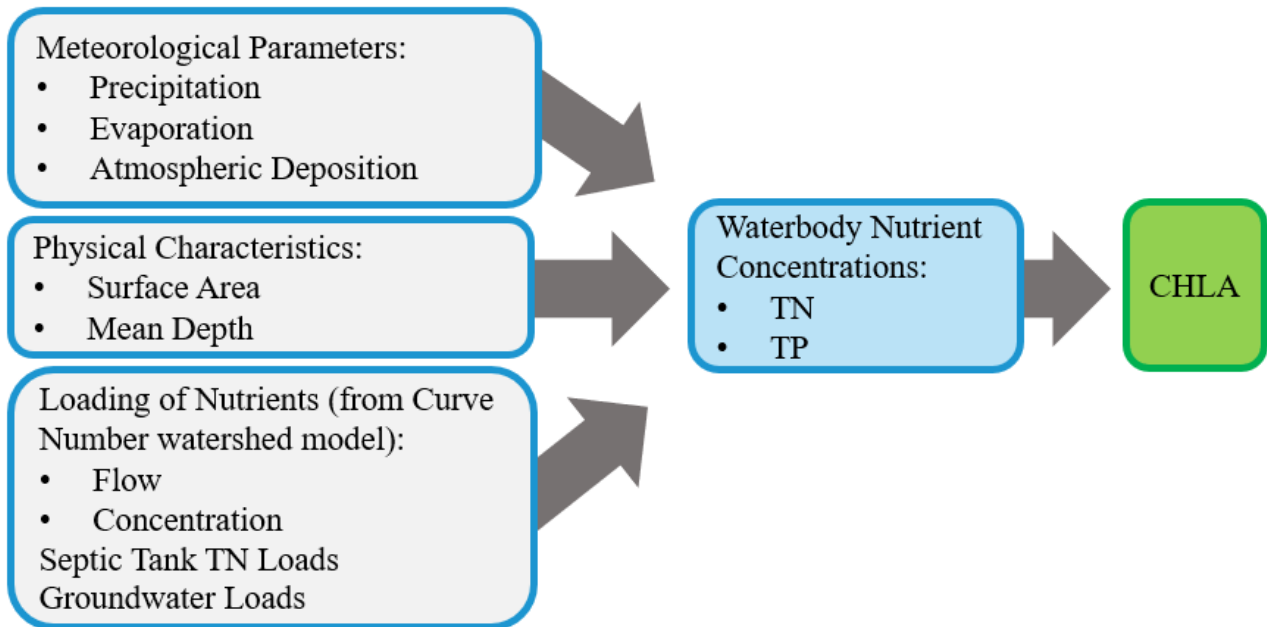 Meteorological Parameters:
• Precipitation
• Evaporation
• Atmospheric Deposition
Physical Characteristics:
• Surface Area
• Mean Depth
Loading of Nutrients (from Curve
Number watershed model):
• Flow
• Concentration
Septic Tank TN Loads
Groundwater Loads
Waterbody Nutrient
Concentrations:
• TN
• TP
CHLA